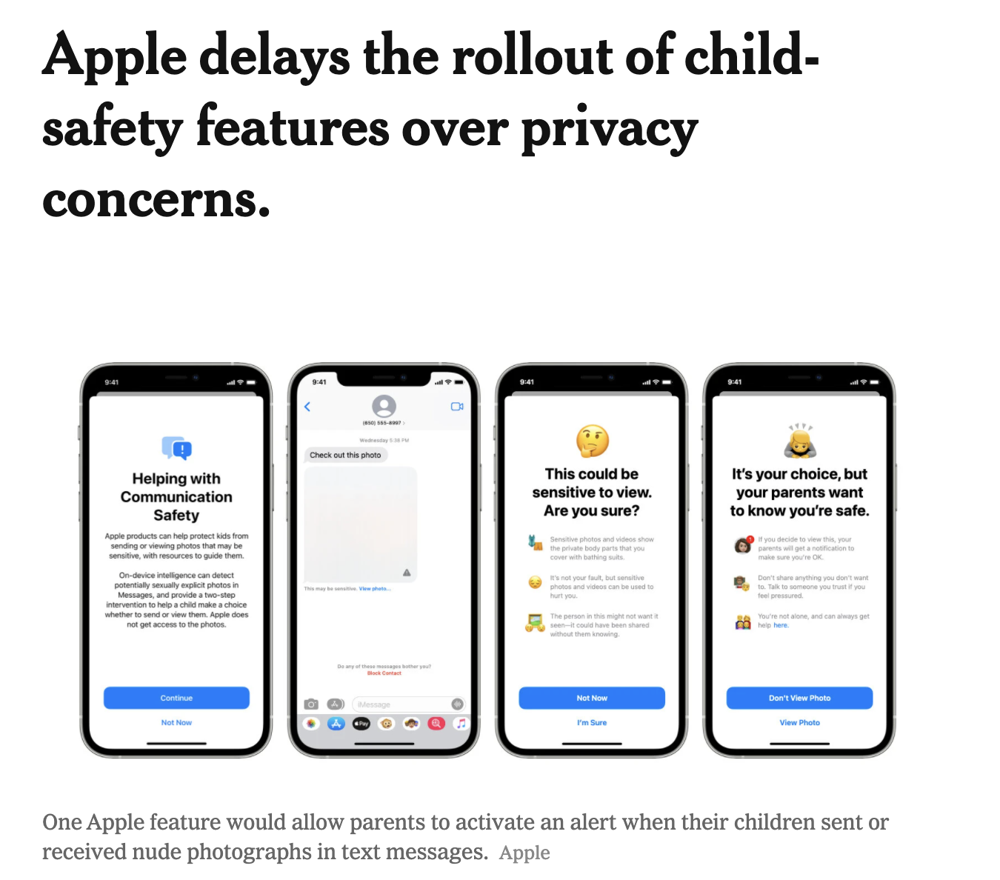 Apple delays the rollout of child-
safety features over privacy
concerns.
9:41
Helping with
Communication
Safety
Apple products can help protect kids from
sending or viewing photos that may be
sensitive, with resources to guide them.
On-device intelligence can detect
potentially sexually explicit photos in
Messages, and provide a two-step
intervention to help a child make a choice
whether to send or view them. Apple does
not get access to the photos.
Continue
Not Now
9:41
(650) 555-8997 >
Wednesday 5:38 PM
Check out this photo
This may be sensitive. View photo...
Do any of these messages bother you?
Block Contact
iMessage
Pay
9:41
This could be
sensitive to view.
Are you sure?
Sensitive photos and videos show
the private body parts that you
cover with bathing suits.
It's not your fault, but sensitive
photos and videos can be used to
hurt you.
The person in this might not want it
seen—it could have been shared
without them knowing.
Not Now
I'm Sure
9:41
It's your choice, but
your parents want
to know you're safe.
1
If you decide to view this, your
parents will get a notification to
make sure you're OK.
Don't share anything you don't want
to. Talk to someone you trust if you
feel pressured.
You're not alone, and can always get
help here.
Don't View Photo
View Photo
One Apple feature would allow parents to activate an alert when their children sent or
received nude photographs in text messages. Apple